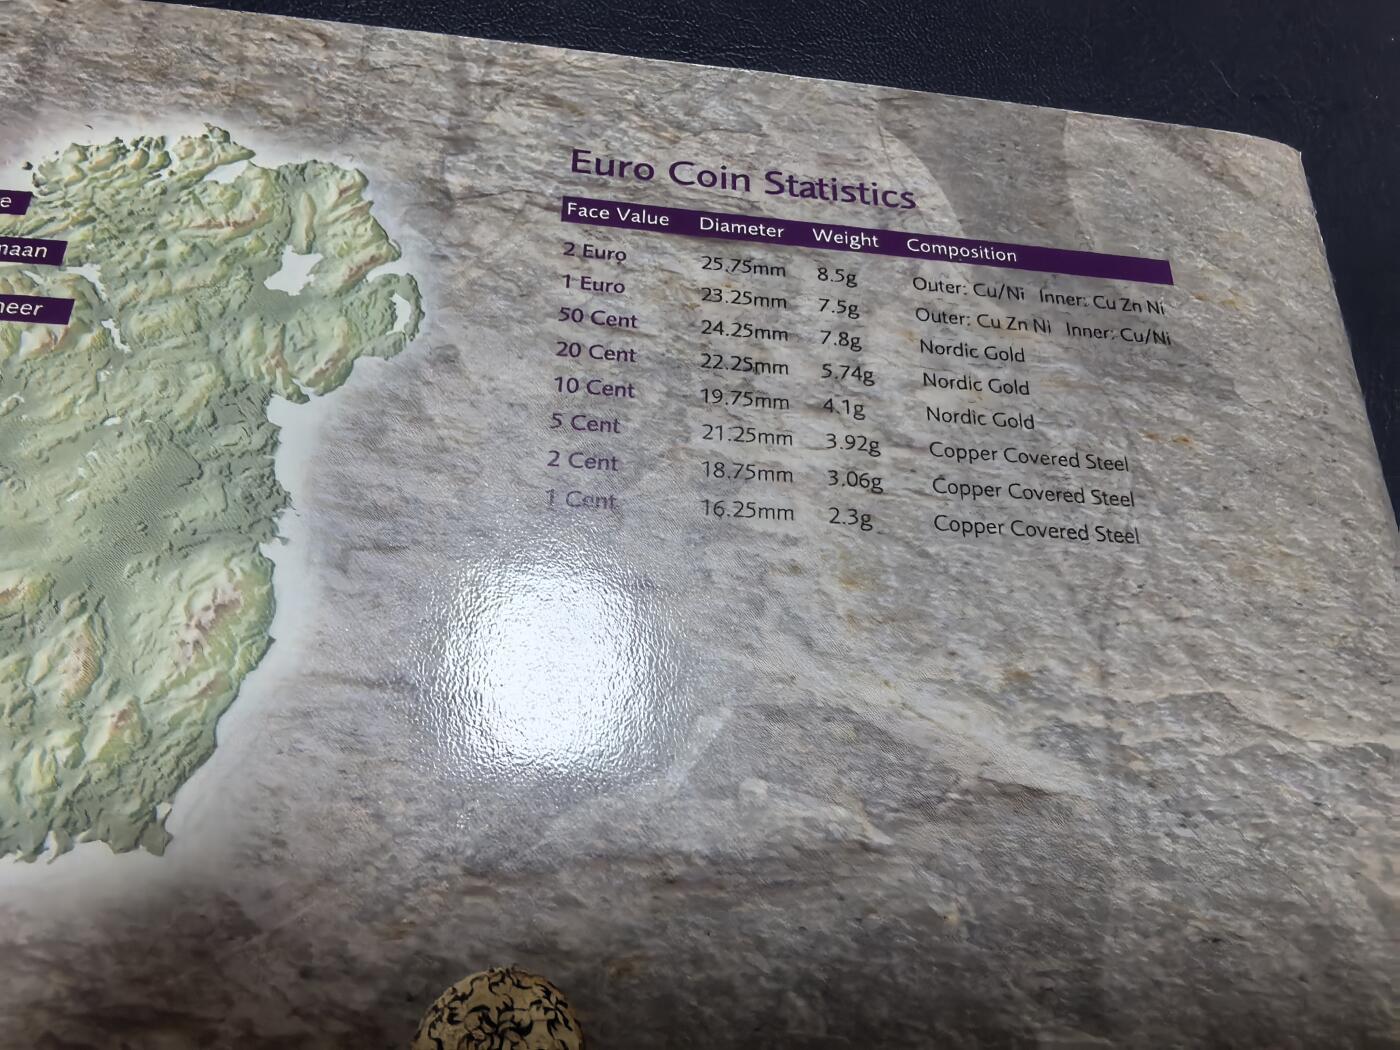 e
maan
neer
Euro Coin Statistics
Face Value Diameter Weight Composition
2 Euro 25.75mm 8.5g Outer: Cu/Ni Inner: Cu Zn Ni
1 Euro 23.25mm 7.5g Outer: Cu Zn Ni Inner: Cu/Ni
50 Cent 24.25mm 7.8g Nordic Gold
20 Cent 22.25mm 5.74g Nordic Gold
10 Cent 19.75mm 4.1g Nordic Gold
5 Cent 21.25mm 3.92g Copper Covered Steel
2 Cent 18.75mm 3.06g Copper Covered Steel
1 Cent 16.25mm 2.3g Copper Covered Steel